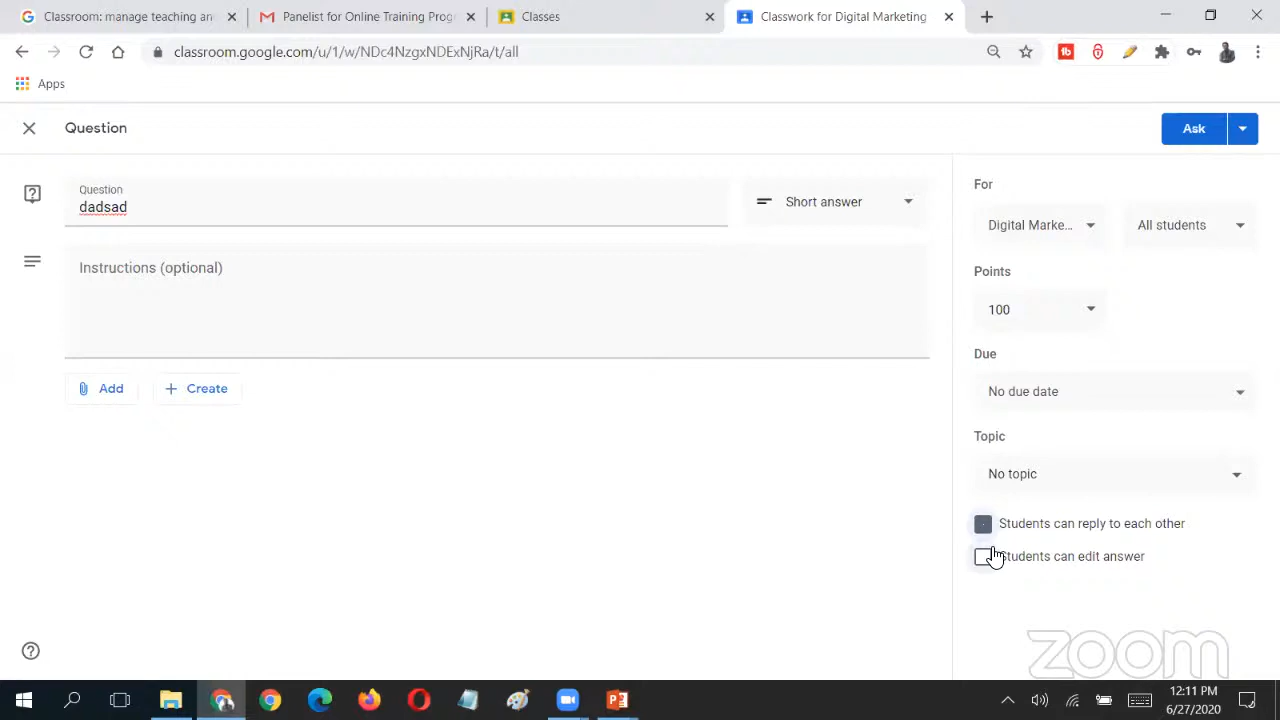 Classroom: manage teaching an
Panelist for Online Training Prog
Classes
Classwork for Digital Marketing
classroom.google.com/u/1/w/NDc4NzgxNDExNjRa/t/all
Apps
Question
Ask
Question
dadsad
Short answer
Instructions (optional)
Add
Create
For
Digital Marke...
All students
Points
100
Due
No due date
Topic
No topic
Students can reply to each other
Students can edit answer
zoom
12:11 PM
6/27/2020